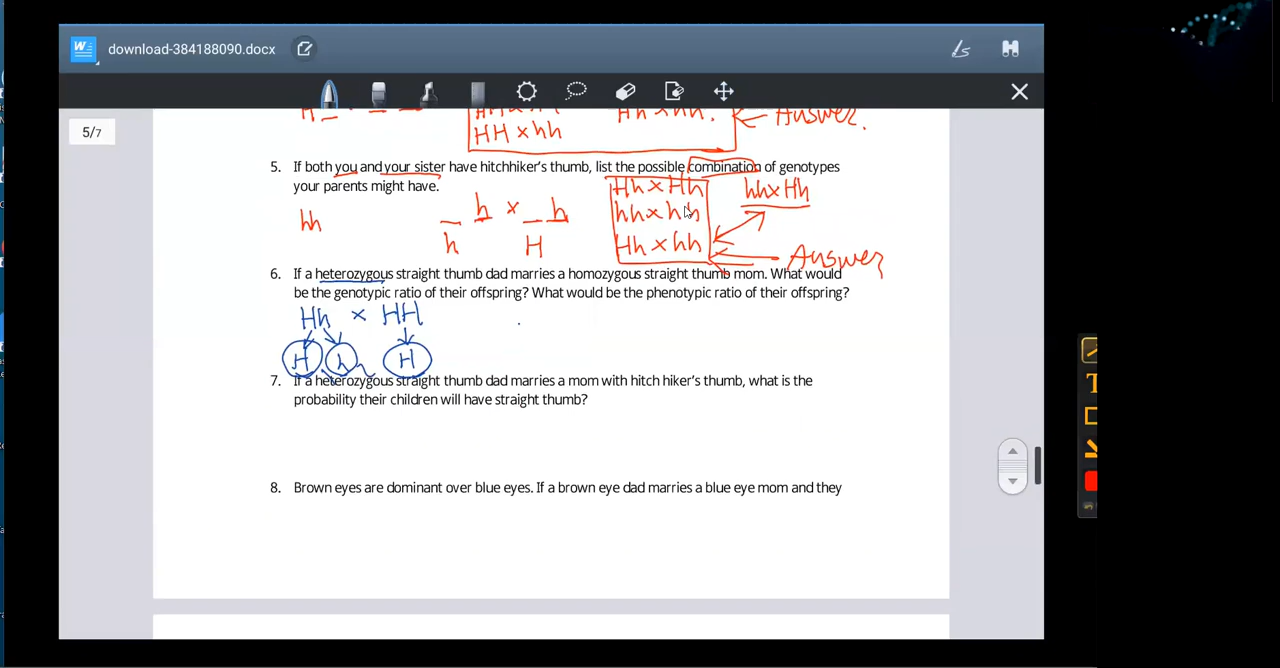 download-384188090.docx
5/7
HH x hh
Hh x hh.
Answer.
5. If both you and your sister have hitchhiker's thumb, list the possible combination of genotypes
your parents might have.
hh
_ h x _ h
h H
Hh x Hh
hh x hh
Hh x hh
hh x Hh
Answer
6. If a heterozygous straight thumb dad marries a homozygous straight thumb mom. What would
be the genotypic ratio of their offspring? What would be the phenotypic ratio of their offspring?
Hh x HH
H h H
7. If a heterozygous straight thumb dad marries a mom with hitch hiker's thumb, what is the
probability their children will have straight thumb?
8. Brown eyes are dominant over blue eyes. If a brown eye dad marries a blue eye mom and they